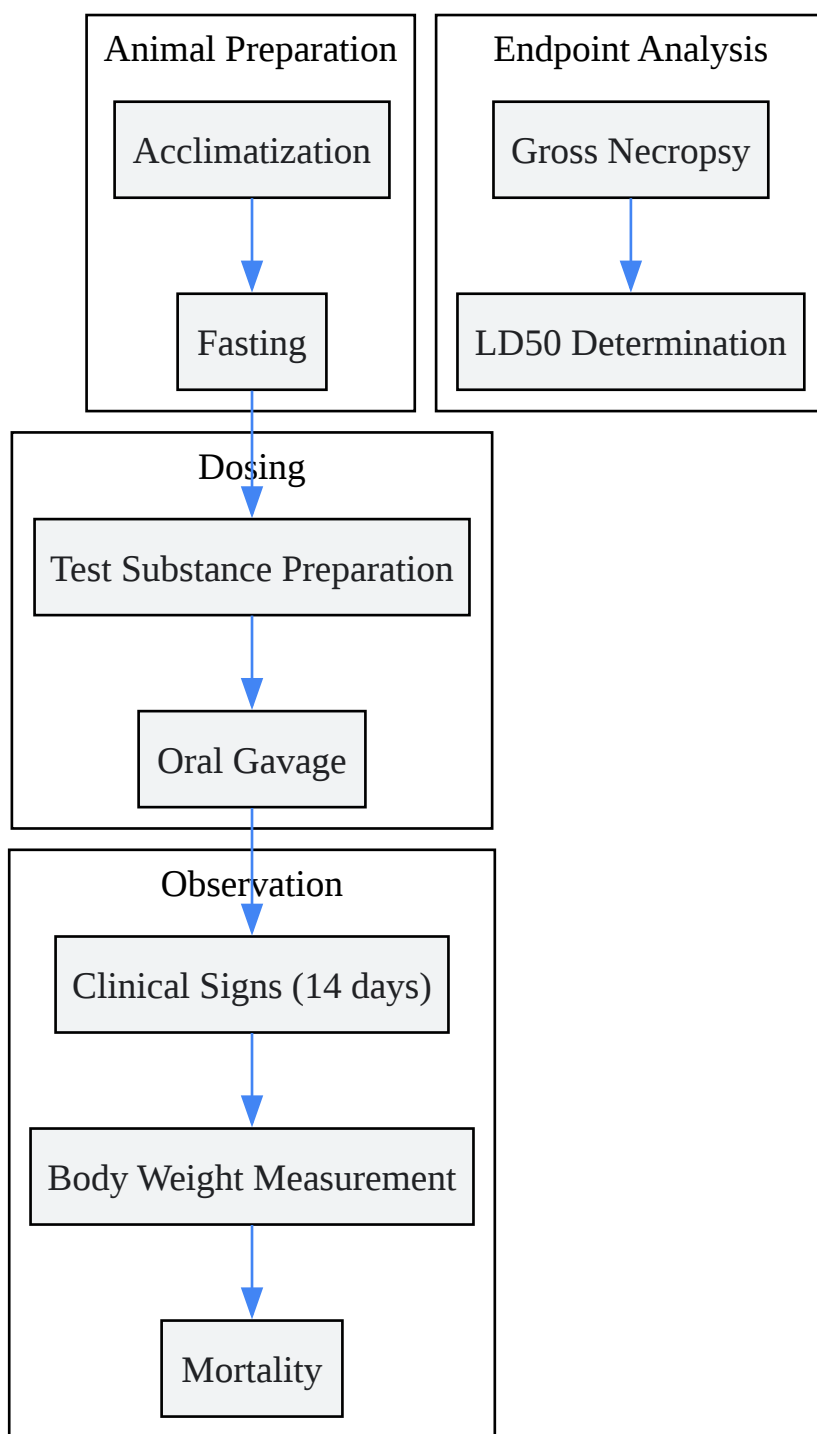 Animal Preparation
Acclimatization
Fasting
Endpoint Analysis
Gross Necropsy
LD50 Determination
Dosing
Test Substance Preparation
Oral Gavage
Observation
Clinical Signs (14 days)
Body Weight Measurement
Mortality